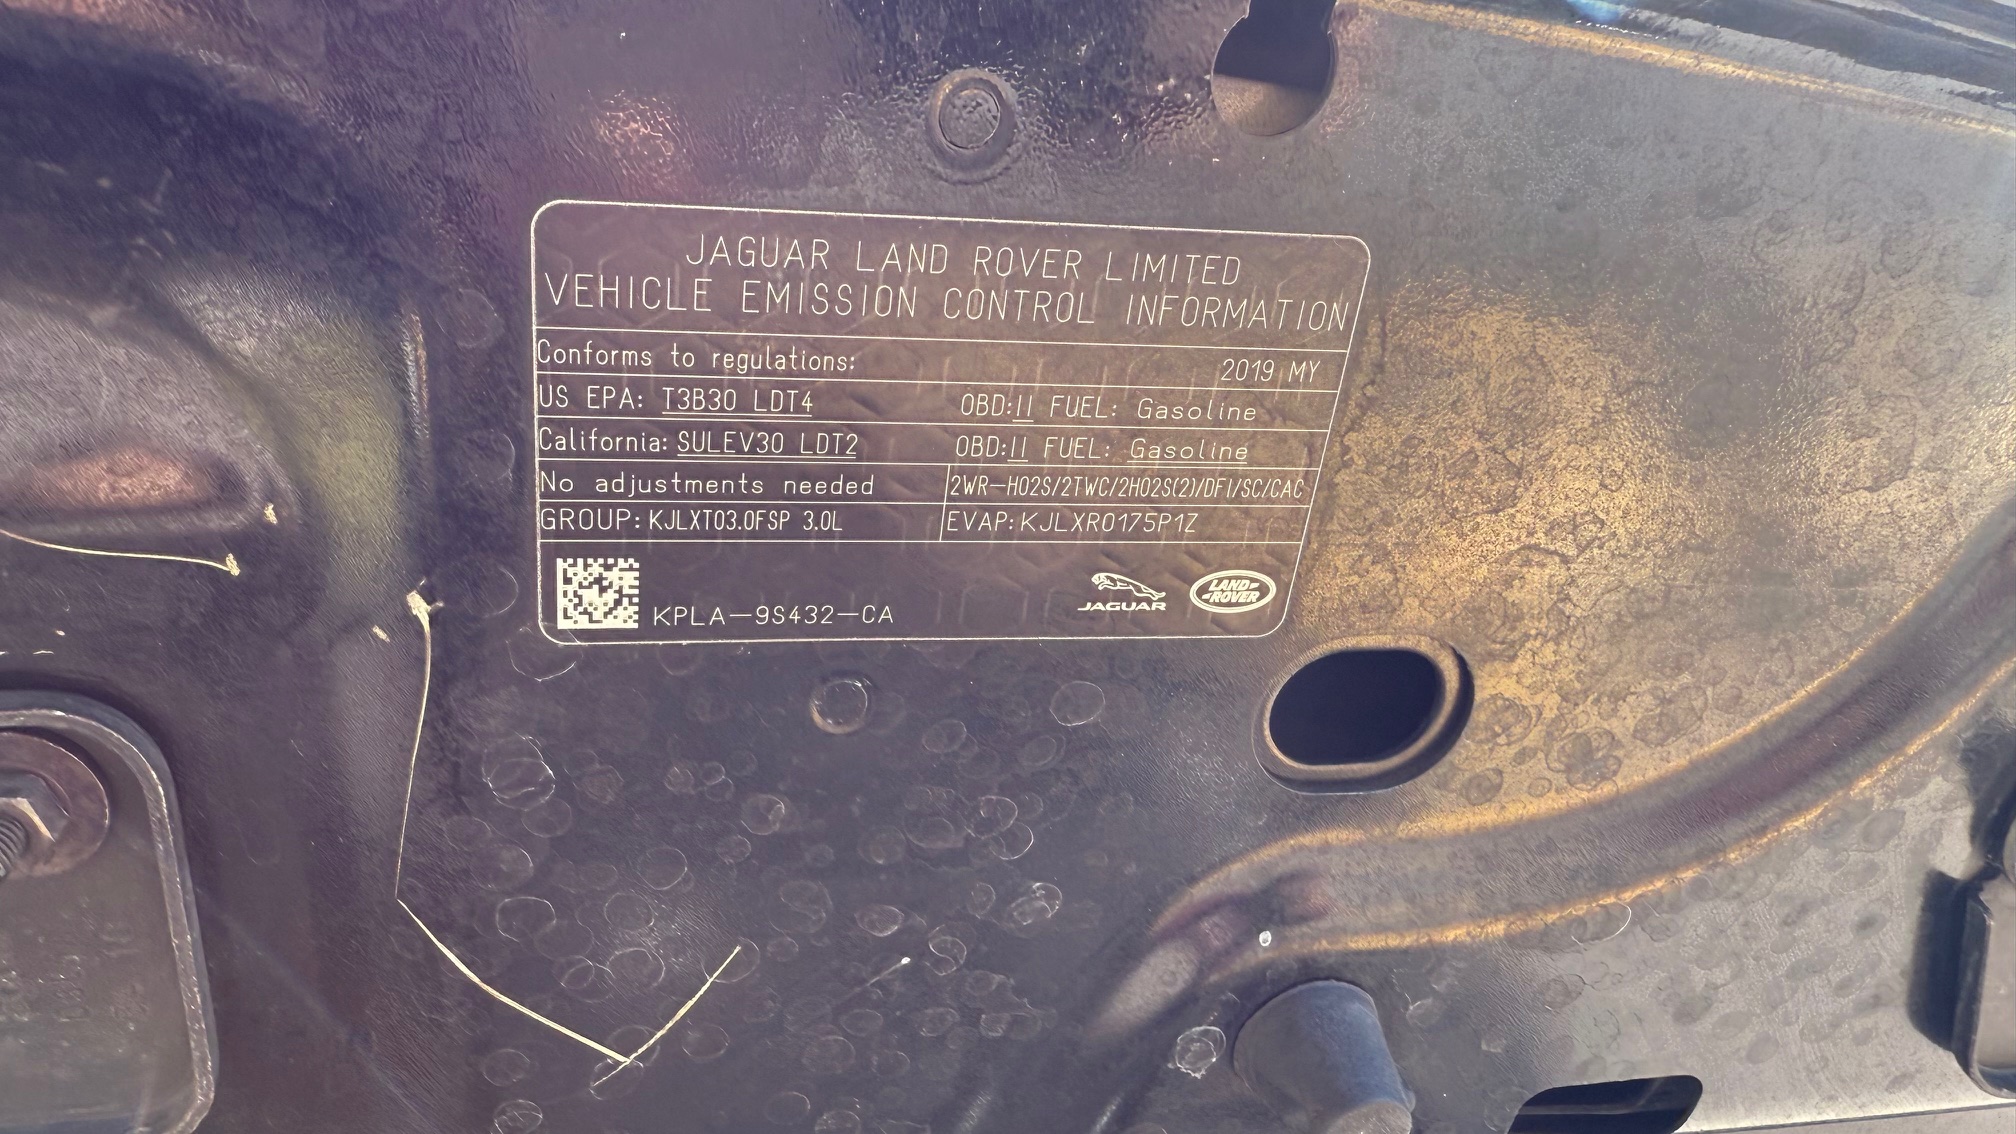 JAGUAR LAND ROVER LIMITED
VEHICLE EMISSION CONTROL INFORMATION
Conforms to regulations: 2019 MY
US EPA: T3B30 LDT4 OBD:II FUEL: Gasoline
California: SULEV30 LDT2 OBD:II FUEL: Gasoline
No adjustments needed 2WR-HO2S/2TWC/2HO2S(2)/DFI/SC/CAC
GROUP: KJLXT03.0FSP 3.0L EVAP: KJLXR0175P1Z
KPLA-9S432-CA JAGUAR LAND-ROVER